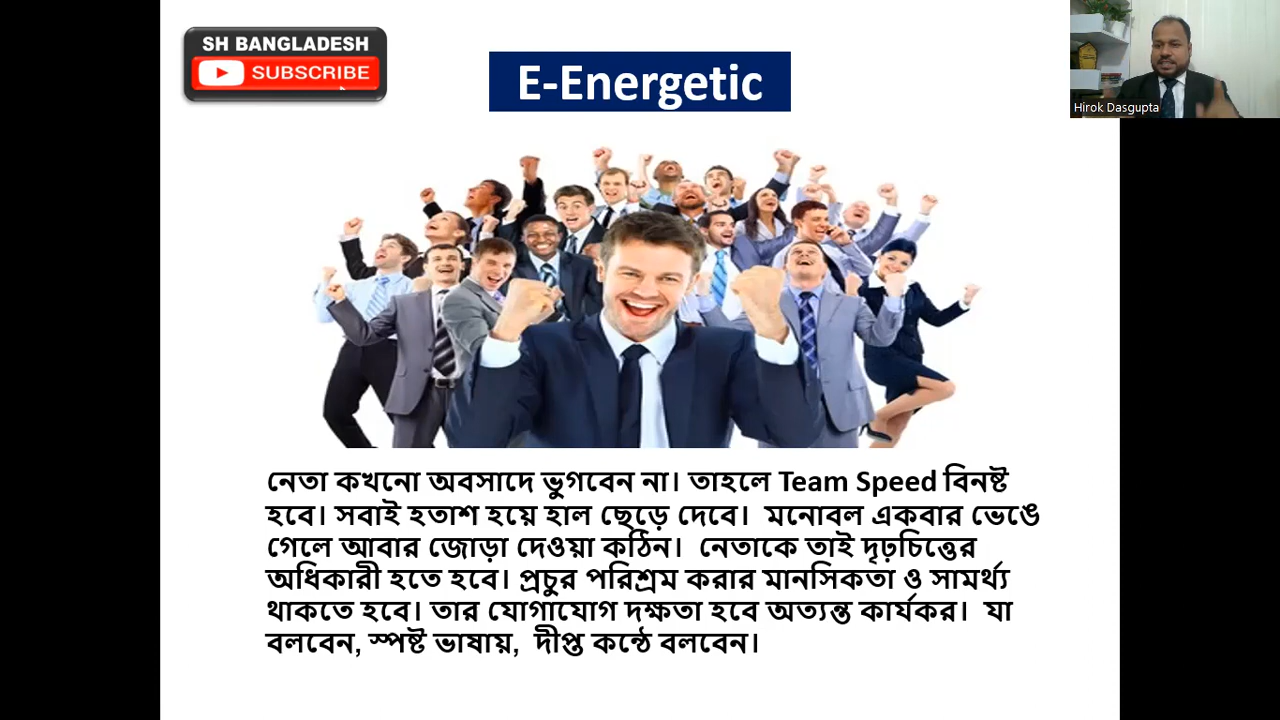 SH BANGLADESH
SUBSCRIBE
E-Energetic
Hirok Dasgupta
নেতা কখনো অবসাদে ভুগবেন না। তাহলে Team Speed বিনষ্ট
হবে। সবাই হতাশ হয়ে হাল ছেড়ে দেবে। মনোবল একবার ভেঙে
গেলে আবার জোড়া দেওয়া কঠিন। নেতাকে তাই দৃঢ়চিত্তের
অধিকারী হতে হবে। প্রচুর পরিশ্রম করার মানসিকতা ও সামর্থ্য
থাকতে হবে। তার যোগাযোগ দক্ষতা হবে অত্যন্ত কার্যকর। যা
বলবেন, স্পষ্ট ভাষায়, দীপ্ত কন্ঠে বলবেন।